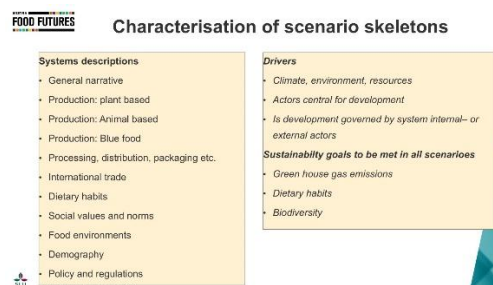 FOOD FUTURES
Characterisation of scenario skeletons
Systems descriptions
• General narrative
• Production: plant based
• Production: Animal based
• Production: Blue food
• Processing, distribution, packaging etc.
• International trade
• Dietary habits
• Social values and norms
• Food environments
• Demography
• Policy and regulations
Drivers
• Climate, environment, resources
• Actors central for development
• Is development governed by system internal– or
external actors
Sustainabilty goals to be met in all scenarioes
• Green house gas emissions
• Dietary habits
• Biodiversity
SLU